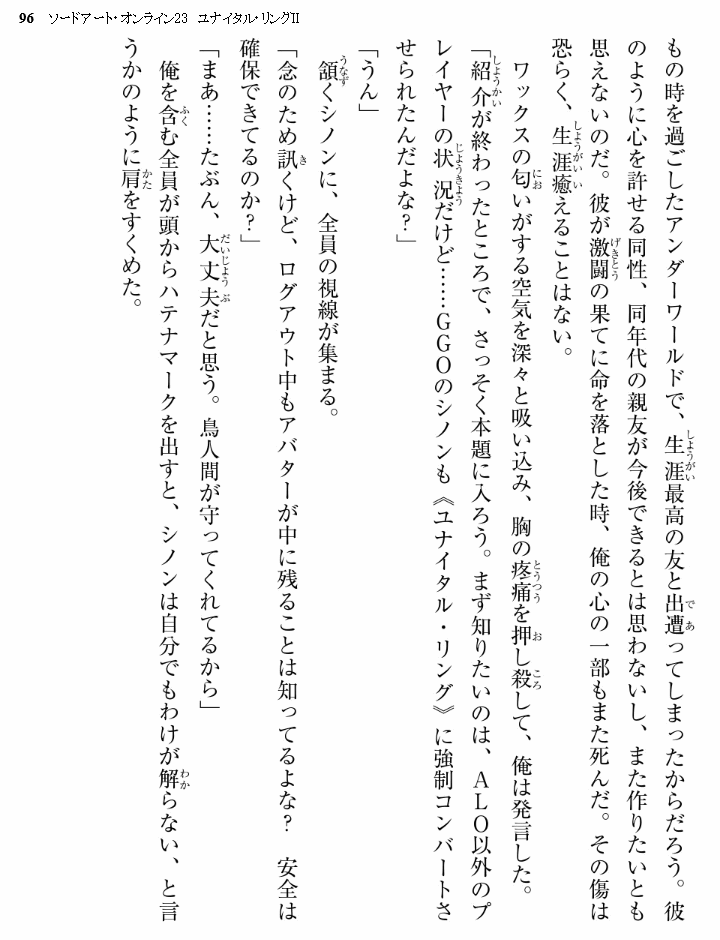 96 ソードアート・オンライン23 ユナイタル・リングⅡ
もの時を過ごしたアンダーワールドで、生涯最高の友と出遭ってしまったからだろう。彼
のように心を許せる同性、同年代の親友が今後できるとは思わないし、また作りたいとも
思えないのだ。彼が激闘の果てに命を落とした時、俺の心の一部もまた死んだ。その傷は
恐らく、生涯癒えることはない。
　ワックスの匂いがする空気を深々と吸い込み、胸の疼痛を押し殺して、俺は発言した。
「紹介が終わったところで、さっそく本題に入ろう。まず知りたいのは、ALO以外のプ
レイヤーの状況だけど……GGOのシノンも《ユナイタル・リング》に強制コンバートさ
せられたんだよな？」
「うん」
　頷くシノンに、全員の視線が集まる。
「念のため訊くけど、ログアウト中もアバターが中に残ることは知ってるよな？　安全は
確保できてるのか？」
「まあ……たぶん、大丈夫だと思う。鳥人間が守ってくれてるから」
　俺を含む全員が頭からハテナマークを出すと、シノンは自分でもわけが解らない、と言
うかのように肩をすくめた。